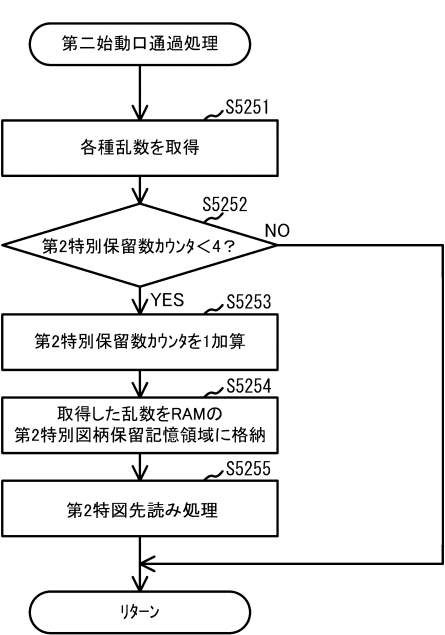 第二始動口通過処理
S5251
各種乱数を取得
S5252
第2特別保留数カウンタ<4？
NO
YES
S5253
第2特別保留数カウンタを1加算
S5254
取得した乱数をRAMの
第2特別図柄保留記憶領域に格納
S5255
第2特図先読み処理
リターン